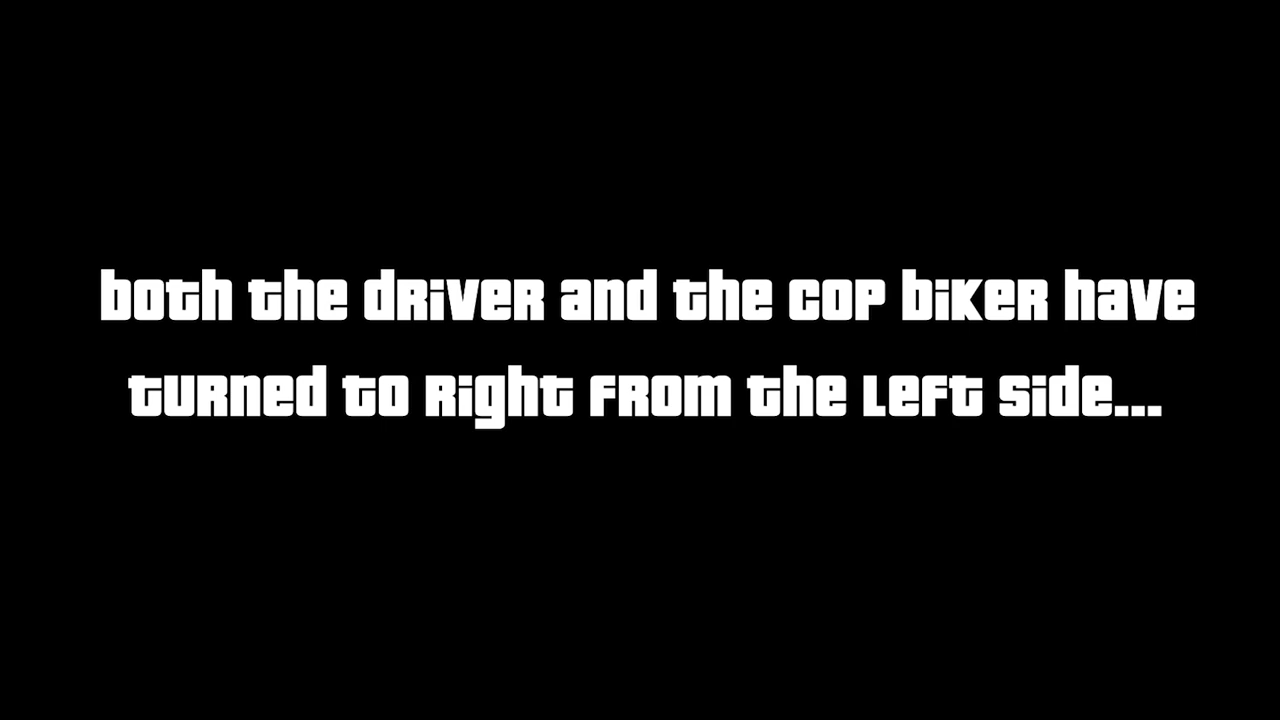 both the driver and the cop biker have
turned to right from the left side...